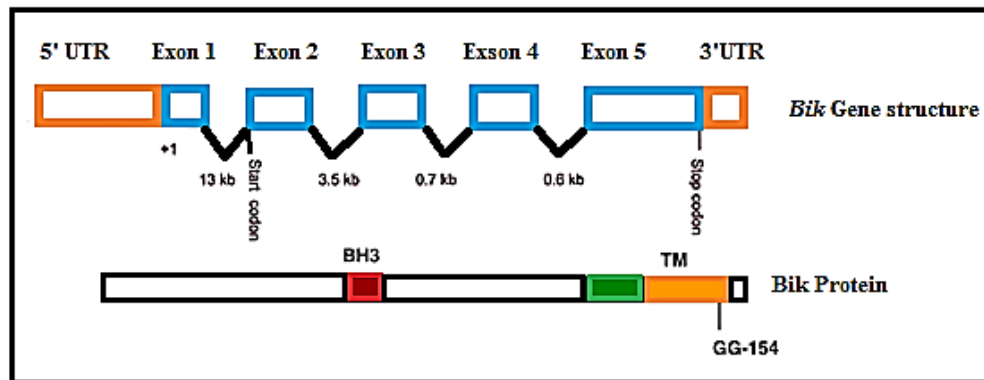 5' UTR Exon 1 Exon 2 Exon 3 Exson 4 Exon 5 3'UTR
Bik Gene structure
+1
13 kb
Start codon
3.5 kb
0.7 kb
0.6 kb
Stop codon
BH3
TM
Bik Protein
GG-154